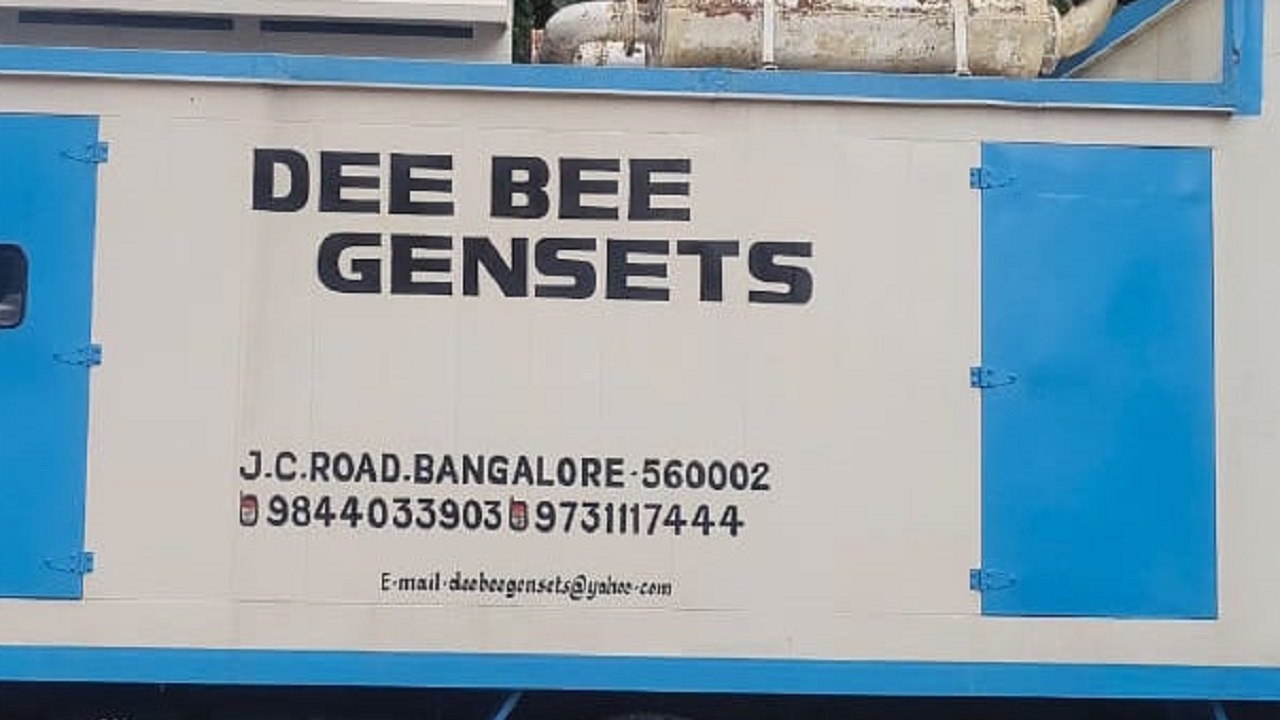 DEE BEE
GENSETS
J.C.ROAD.BANGALORE-560002
9844033903 9731117444
E-mail-deebeegensets@yahoo-com